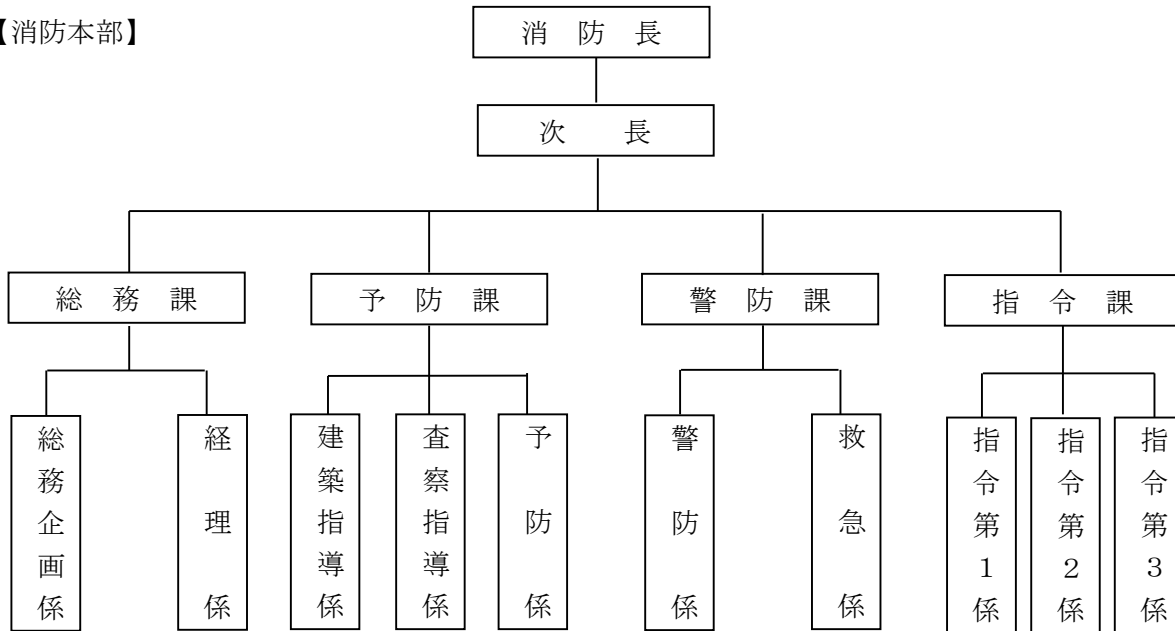 【消防本部】
消防長
次長
総務課
予防課
警防課
指令課
総務企画係
経理係
建築指導係
査察指導係
予防係
警防係
救急係
指令第1係
指令第2係
指令第3係